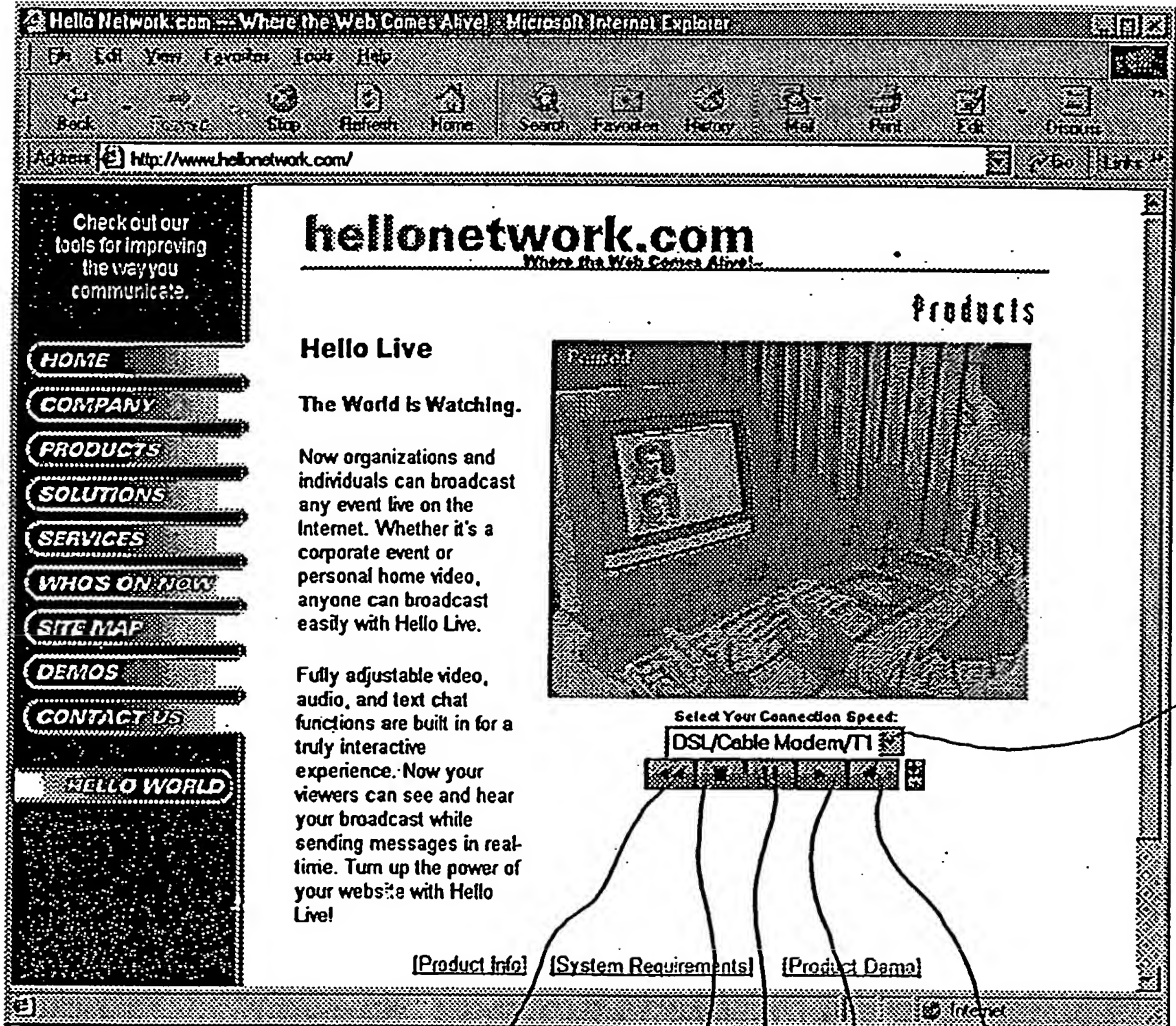 Hello Network.com --- Where the Web Comes Alive! - Microsoft Internet Explorer
File Edit View Favorites Tools Help
Back Forward Stop Refresh Home Search Favorites History Mail Print Edit Discuss
Address http://www.hellonetwork.com/ Go Links
Check out our
tools for improving
the way you
communicate.
HOME
COMPANY
PRODUCTS
SOLUTIONS
SERVICES
WHO'S ON NOW
SITE MAP
DEMOS
CONTACT US
HELLO WORLD
hellonetwork.com
Where the Web Comes Alive!~
Products
Hello Live
The World is Watching.
Now organizations and
individuals can broadcast
any event live on the
Internet. Whether it's a
corporate event or
personal home video,
anyone can broadcast
easily with Hello Live.
Fully adjustable video,
audio, and text chat
functions are built in for a
truly interactive
experience. Now your
viewers can see and hear
your broadcast while
sending messages in real-
time. Turn up the power of
your website with Hello
Live!
Select Your Connection Speed:
DSL/Cable Modem/T1
[Product Info] [System Requirements] [Product Demo]
Internet